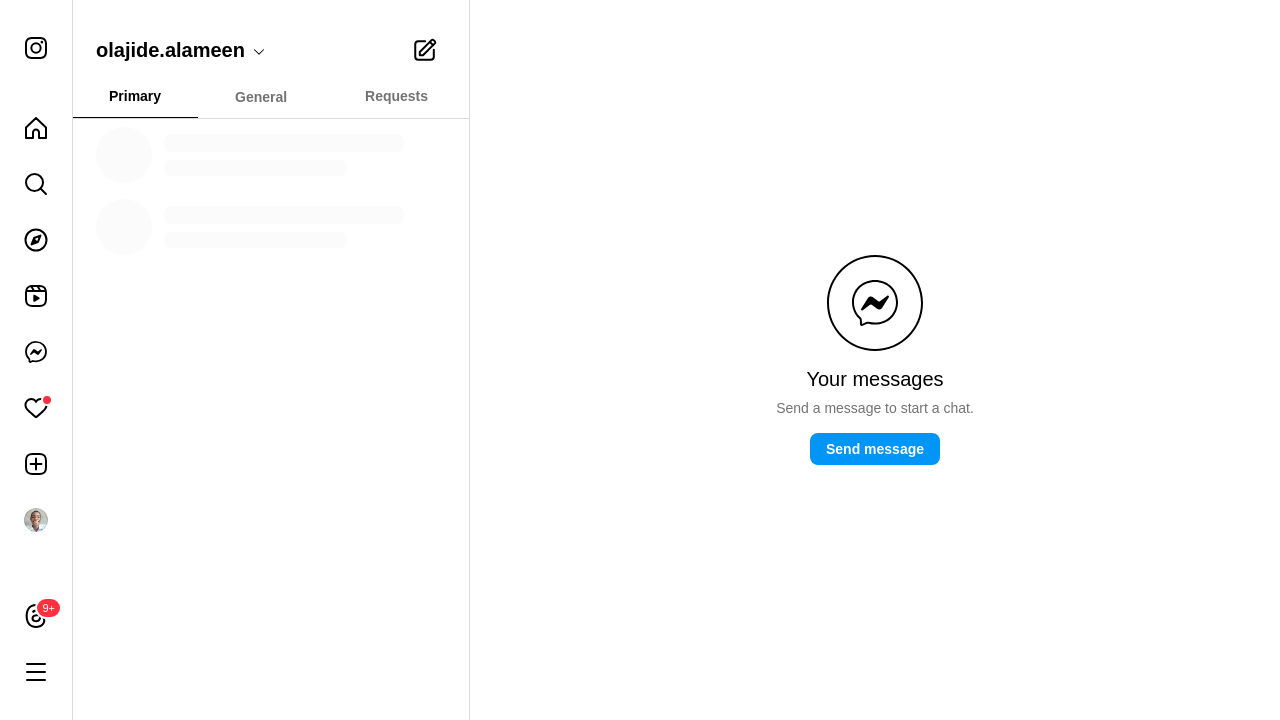 olajide.alameen
Primary
General
Requests
Your messages
Send a message to start a chat.
Send message
9+